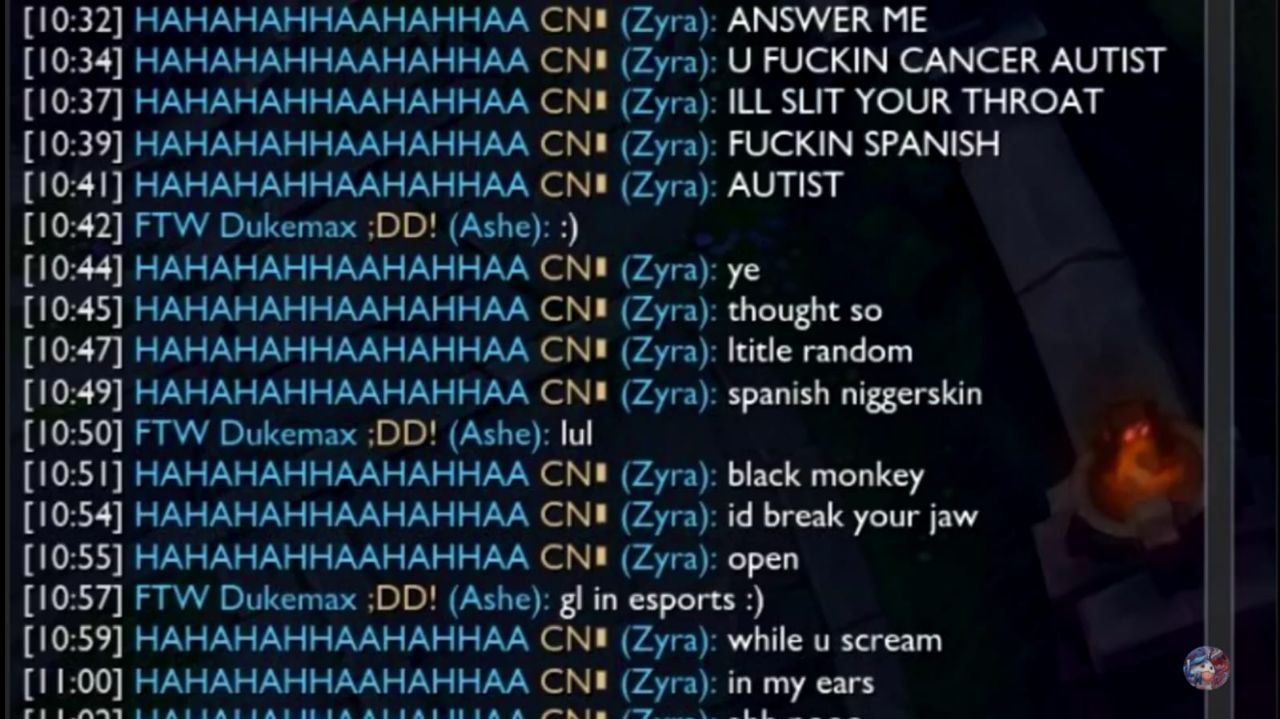 [10:32] HAHAHAHHAAHAHHAA CN (Zyra): ANSWER ME
[10:34] HAHAHAHHAAHAHHAA CN (Zyra): U FUCKIN CANCER AUTIST
[10:37] HAHAHAHHAAHAHHAA CN (Zyra): ILL SLIT YOUR THROAT
[10:39] HAHAHAHHAAHAHHAA CN (Zyra): FUCKIN SPANISH
[10:41] HAHAHAHHAAHAHHAA CN (Zyra): AUTIST
[10:42] FTW Dukemax ;DD! (Ashe): :)
[10:44] HAHAHAHHAAHAHHAA CN (Zyra): ye
[10:45] HAHAHAHHAAHAHHAA CN (Zyra): thought so
[10:47] HAHAHAHHAAHAHHAA CN (Zyra): ltitle random
[10:49] HAHAHAHHAAHAHHAA CN (Zyra): spanish niggerskin
[10:50] FTW Dukemax ;DD! (Ashe): lul
[10:51] HAHAHAHHAAHAHHAA CN (Zyra): black monkey
[10:54] HAHAHAHHAAHAHHAA CN (Zyra): id break your jaw
[10:55] HAHAHAHHAAHAHHAA CN (Zyra): open
[10:57] FTW Dukemax ;DD! (Ashe): gl in esports :)
[10:59] HAHAHAHHAAHAHHAA CN (Zyra): while u scream
[11:00] HAHAHAHHAAHAHHAA CN (Zyra): in my ears